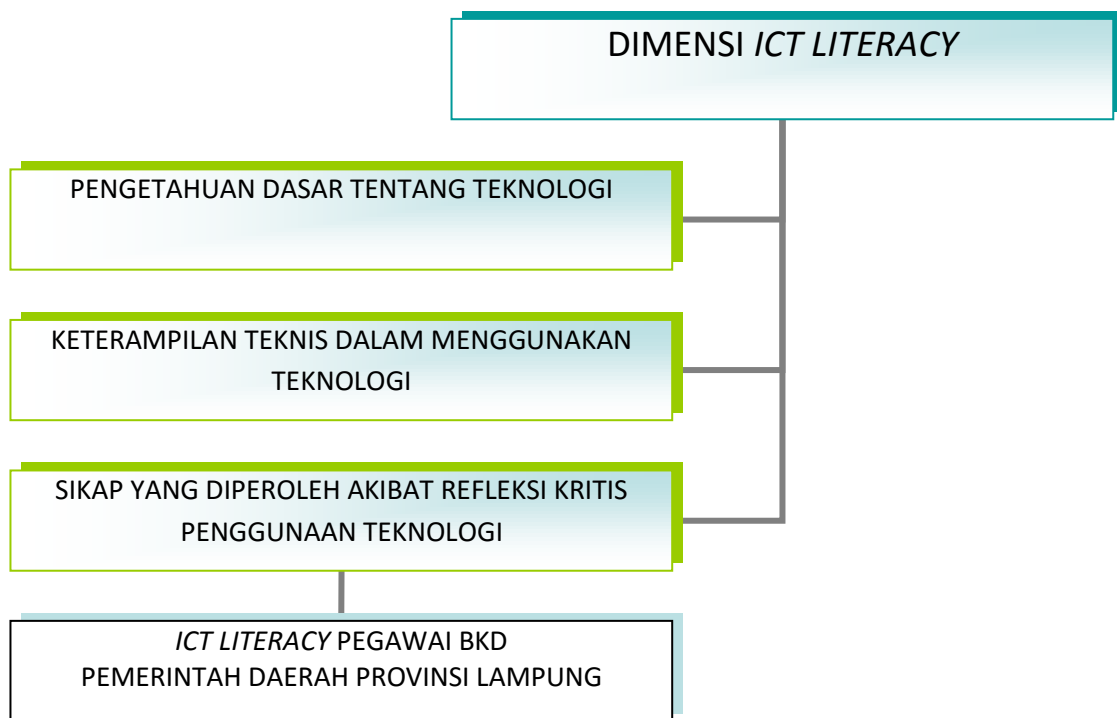 DIMENSI ICT LITERACY
PENGETAHUAN DASAR TENTANG TEKNOLOGI
KETERAMPILAN TEKNIS DALAM MENGGUNAKAN
TEKNOLOGI
SIKAP YANG DIPEROLEH AKIBAT REFLEKSI KRITIS
PENGGUNAAN TEKNOLOGI
ICT LITERACY PEGAWAI BKD
PEMERINTAH DAERAH PROVINSI LAMPUNG